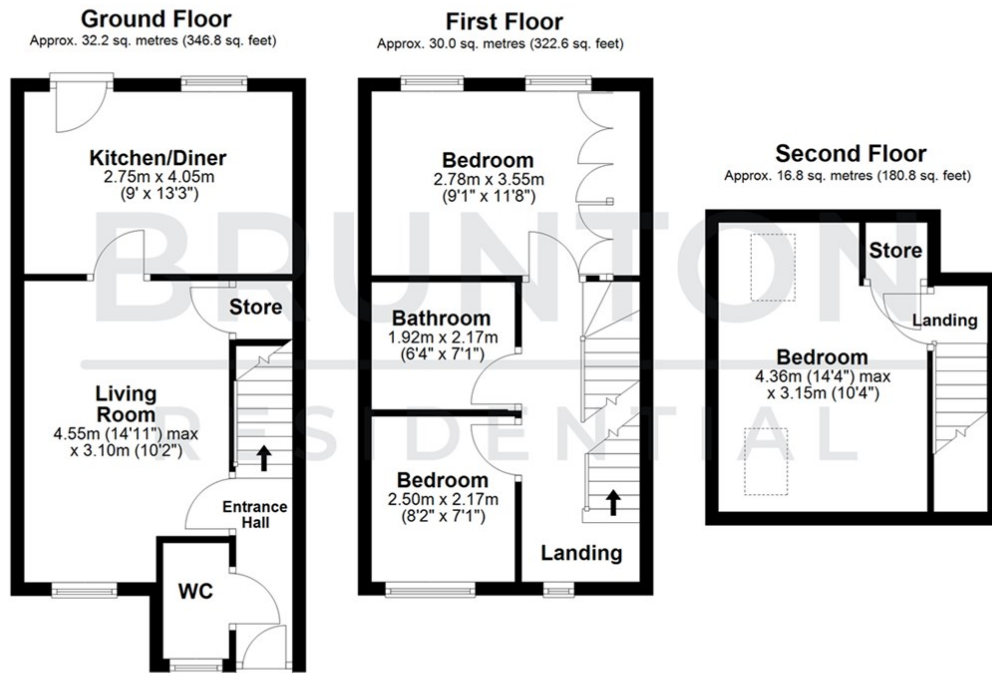 Ground Floor
Approx. 32.2 sq. metres (346.8 sq. feet)
Kitchen/Diner
2.75m x 4.05m
(9' x 13'3")
Store
Living
Room
4.55m (14'11") max
x 3.10m (10'2")
Entrance
Hall
WC
First Floor
Approx. 30.0 sq. metres (322.6 sq. feet)
Bedroom
2.78m x 3.55m
(9'1" x 11'8")
Bathroom
1.92m x 2.17m
(6'4" x 7'1")
Bedroom
2.50m x 2.17m
(8'2" x 7'1")
Landing
Second Floor
Approx. 16.8 sq. metres (180.8 sq. feet)
Store
Landing
Bedroom
4.36m (14'4") max
x 3.15m (10'4")
BRUNTON
RESIDENTIAL